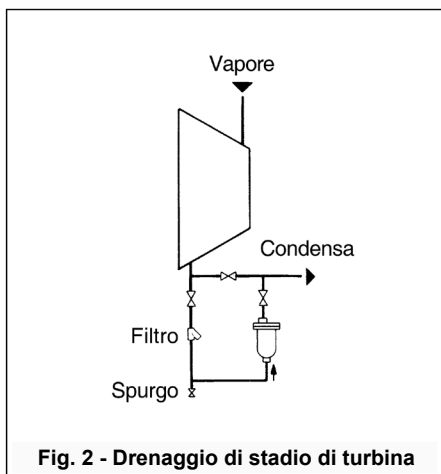 Vapore
Condensa
Filtro
Spurgo
Fig. 2 - Drenaggio di stadio di turbina